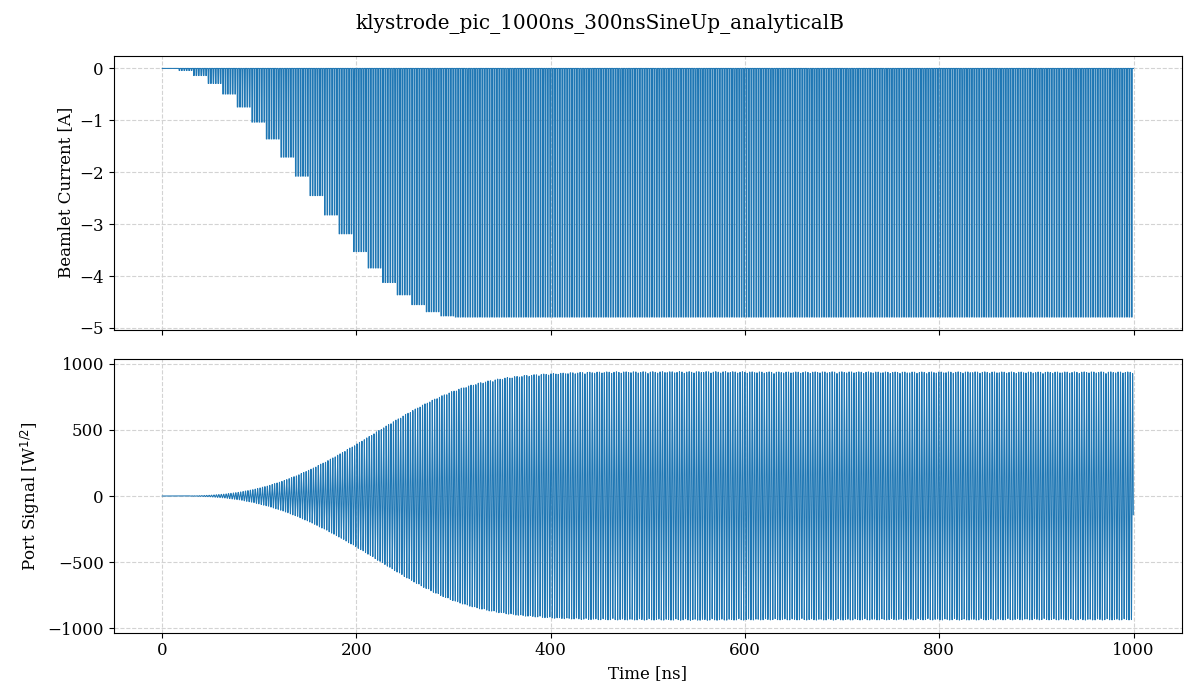 klystrode_pic_1000ns_300nsSineUp_analyticalB
0
−1
−2
−3
−4
−5
Beamlet Current [A]
1000
500
0
−500
−1000
Port Signal [W^{1/2}]
0 200 400 600 800 1000
Time [ns]